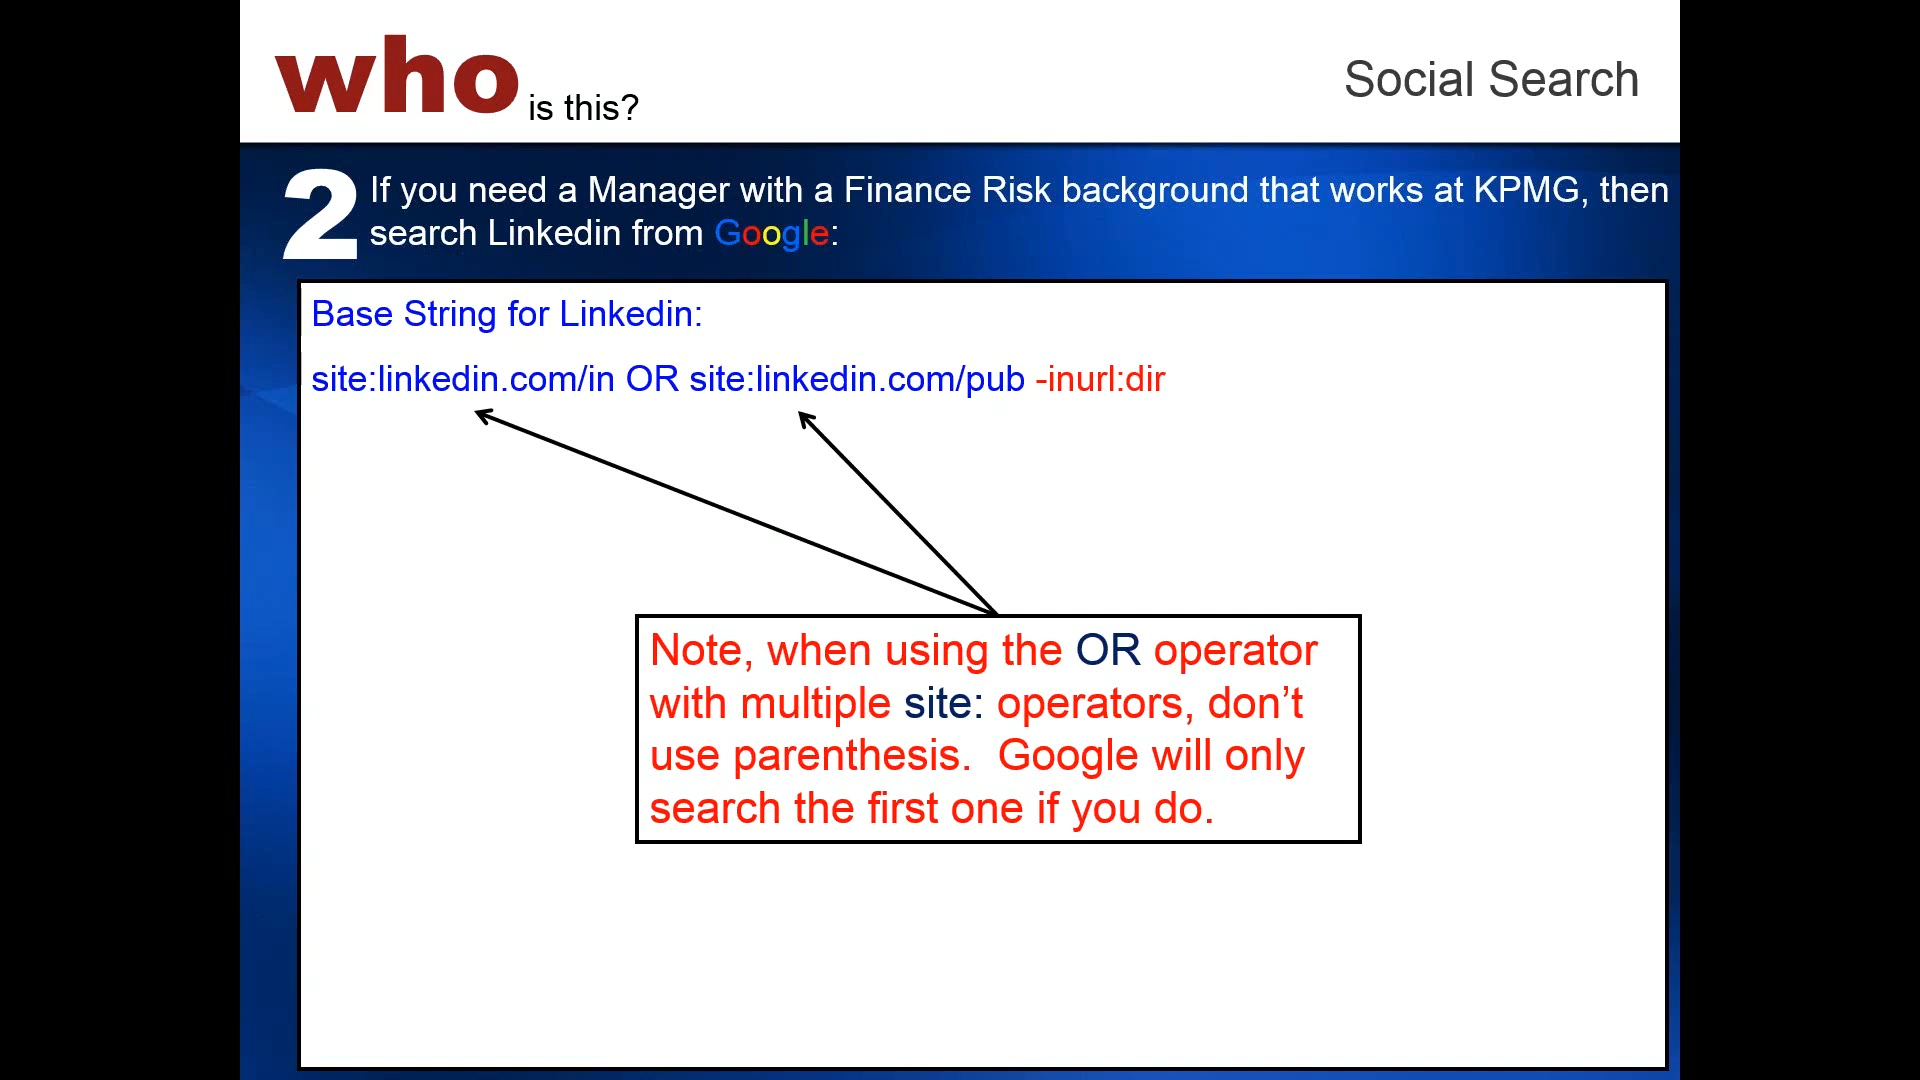 who is this?
Social Search
2
If you need a Manager with a Finance Risk background that works at KPMG, then
search Linkedin from Google:
Base String for Linkedin:
site:linkedin.com/in OR site:linkedin.com/pub -inurl:dir
Note, when using the OR operator
with multiple site: operators, don’t
use parenthesis.  Google will only
search the first one if you do.